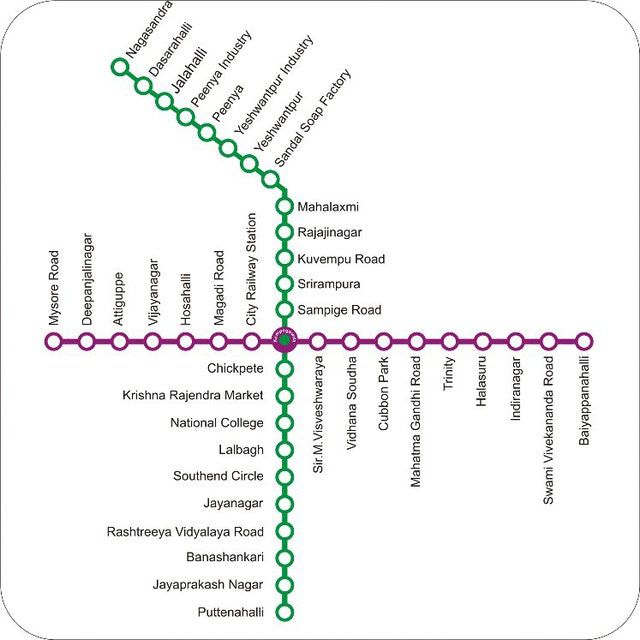 Nagasandra
Dasarahalli
Jalahalli
Peenya Industry
Peenya
Yeshwantpur Industry
Yeshwantpur
Sandal Soap Factory
Mahalaxmi
Rajajinagar
Kuvempu Road
Srirampura
Sampige Road
Mysore Road
Deepanjalinagar
Attiguppe
Vijayanagar
Hosahalli
Magadi Road
City Railway Station
Sir.M.Visveshwaraya
Vidhana Soudha
Cubbon Park
Mahatma Gandhi Road
Trinity
Halasuru
Indiranagar
Swami Vivekananda Road
Baiyappanahalli
Chickpete
Krishna Rajendra Market
National College
Lalbagh
Southend Circle
Jayanagar
Rashtreeya Vidyalaya Road
Banashankari
Jayaprakash Nagar
Puttenahalli